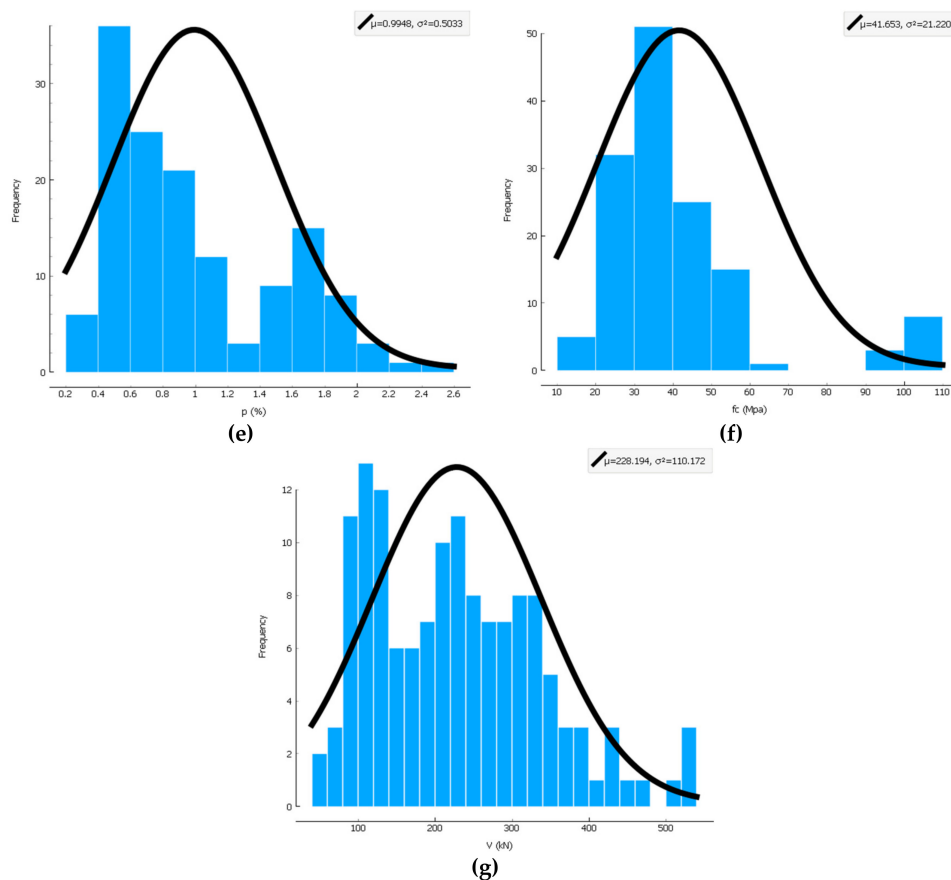 μ=0.9948, σ²=0.5033
30
20
10
0
Frequency
0.2 0.4 0.6 0.8 1 1.2 1.4 1.6 1.8 2 2.2 2.4 2.6
p (%)
(e)
μ=41.653, σ²=21.220
50
40
30
20
10
0
Frequency
10 20 30 40 50 60 70 80 90 100 110
fc (Mpa)
(f)
μ=228.194, σ²=110.172
12
10
8
6
4
2
0
Frequency
100 200 300 400 500
V (kN)
(g)